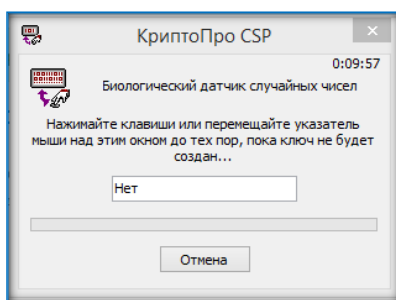 КриптоПро CSP
0:09:57
Биологический датчик случайных чисел
Нажимайте клавиши или перемещайте указатель
мыши над этим окном до тех пор, пока ключ не будет
создан...
Нет
Отмена